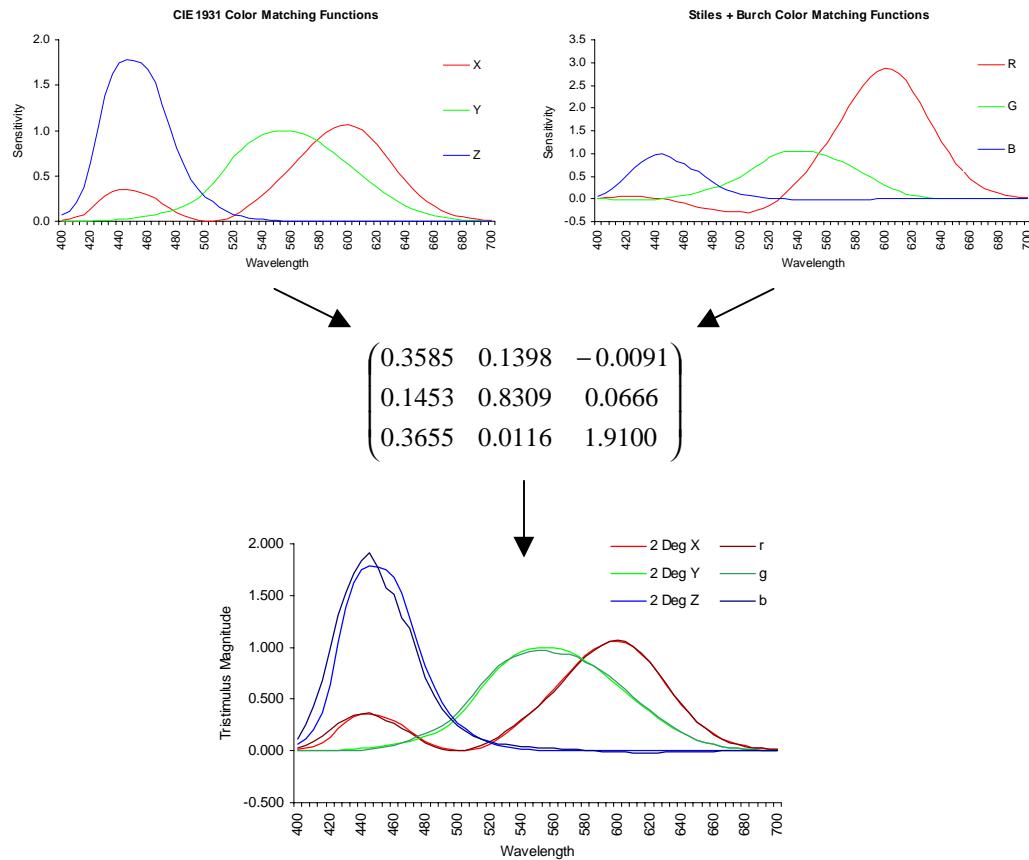 CIE 1931 Color Matching Functions
2.0
1.5
1.0
0.5
0.0
Sensitivity
X
Y
Z
400 420 440 460 480 500 520 540 560 580 600 620 640 660 680 700
Wavelength
Stiles + Burch Color Matching Functions
3.5
3.0
2.5
2.0
1.5
1.0
0.5
0.0
-0.5
Sensitivity
R
G
B
400 420 440 460 480 500 520 540 560 580 600 620 640 660 680 700
Wavelength
0.3585 0.1398 −0.0091
0.1453 0.8309 0.0666
0.3655 0.0116 1.9100
2.000
1.500
1.000
0.500
0.000
-0.500
Tristimulus Magnitude
2 Deg X r
2 Deg Y g
2 Deg Z b
400 420 440 460 480 500 520 540 560 580 600 620 640 660 680 700
Wavelength